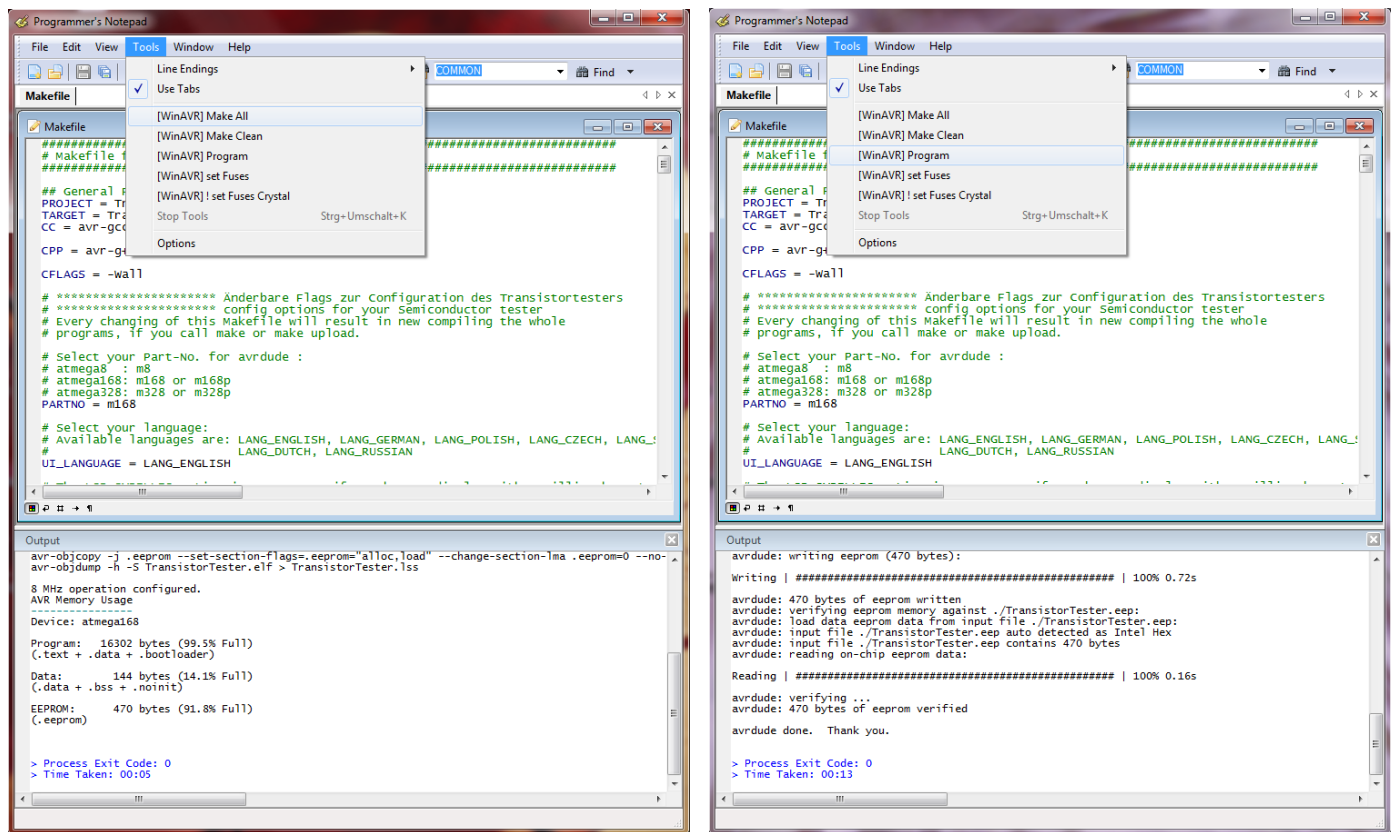 Programmer's Notepad
File Edit View Tools Window Help
COMMON Find
Line Endings
Use Tabs
[WinAVR] Make All
[WinAVR] Make Clean
[WinAVR] Program
[WinAVR] set Fuses
[WinAVR] ! set Fuses Crystal
Stop Tools Strg+Umschalt+K
Options
Makefile
Makefile
################################
# Makefile
################################
## General
PROJECT =
TARGET =
CC = avr-gcc
CPP = avr-g+
CFLAGS = -Wall
# ********************** Änderbare Flags zur Configuration des Transistortesters
# ********************** config options for your Semiconductor tester
# Every changing of this Makefile will result in new compiling the whole
# programs, if you call make or make upload.
# Select your Part-No. for avrdude :
# atmega8 : m8
# atmega168: m168 or m168p
# atmega328: m328 or m328p
PARTNO = m168
# Select your language:
# Available languages are: LANG_ENGLISH, LANG_GERMAN, LANG_POLISH, LANG_CZECH, LANG_
# LANG_DUTCH, LANG_RUSSIAN
UI_LANGUAGE = LANG_ENGLISH
Output
avr-objcopy -j .eeprom --set-section-flags=.eeprom="alloc,load" --change-section-lma .eeprom=0 --no-
avr-objdump -h -S TransistorTester.elf > TransistorTester.lss
8 MHz operation configured.
AVR Memory Usage
----------------
Device: atmega168
Program: 16302 bytes (99.5% Full)
(.text + .data + .bootloader)
Data: 144 bytes (14.1% Full)
(.data + .bss + .noinit)
EEPROM: 470 bytes (91.8% Full)
(.eeprom)
> Process Exit Code: 0
> Time Taken: 00:05
Programmer's Notepad
File Edit View Tools Window Help
COMMON Find
Line Endings
Use Tabs
[WinAVR] Make All
[WinAVR] Make Clean
[WinAVR] Program
[WinAVR] set Fuses
[WinAVR] ! set Fuses Crystal
Stop Tools Strg+Umschalt+K
Options
Makefile
Makefile
################################
# Makefile
################################
## General
PROJECT =
TARGET =
CC = avr-gc
CPP = avr-g+
CFLAGS = -Wall
# ********************** Änderbare Flags zur Configuration des Transistortesters
# ********************** config options for your Semiconductor tester
# Every changing of this Makefile will result in new compiling the whole
# programs, if you call make or make upload.
# Select your Part-No. for avrdude :
# atmega8 : m8
# atmega168: m168 or m168p
# atmega328: m328 or m328p
PARTNO = m168
# Select your language:
# Available languages are: LANG_ENGLISH, LANG_GERMAN, LANG_POLISH, LANG_CZECH, LANG_
# LANG_DUTCH, LANG_RUSSIAN
UI_LANGUAGE = LANG_ENGLISH
Output
avrdude: writing eeprom (470 bytes):
Writing | ################################################## | 100% 0.72s
avrdude: 470 bytes of eeprom written
avrdude: verifying eeprom memory against ./TransistorTester.eep:
avrdude: load data eeprom data from input file ./TransistorTester.eep:
avrdude: input file ./TransistorTester.eep auto detected as Intel Hex
avrdude: input file ./TransistorTester.eep contains 470 bytes
avrdude: reading on-chip eeprom data:
Reading | ################################################## | 100% 0.16s
avrdude: verifying ...
avrdude: 470 bytes of eeprom verified
avrdude done. Thank you.
> Process Exit Code: 0
> Time Taken: 00:13